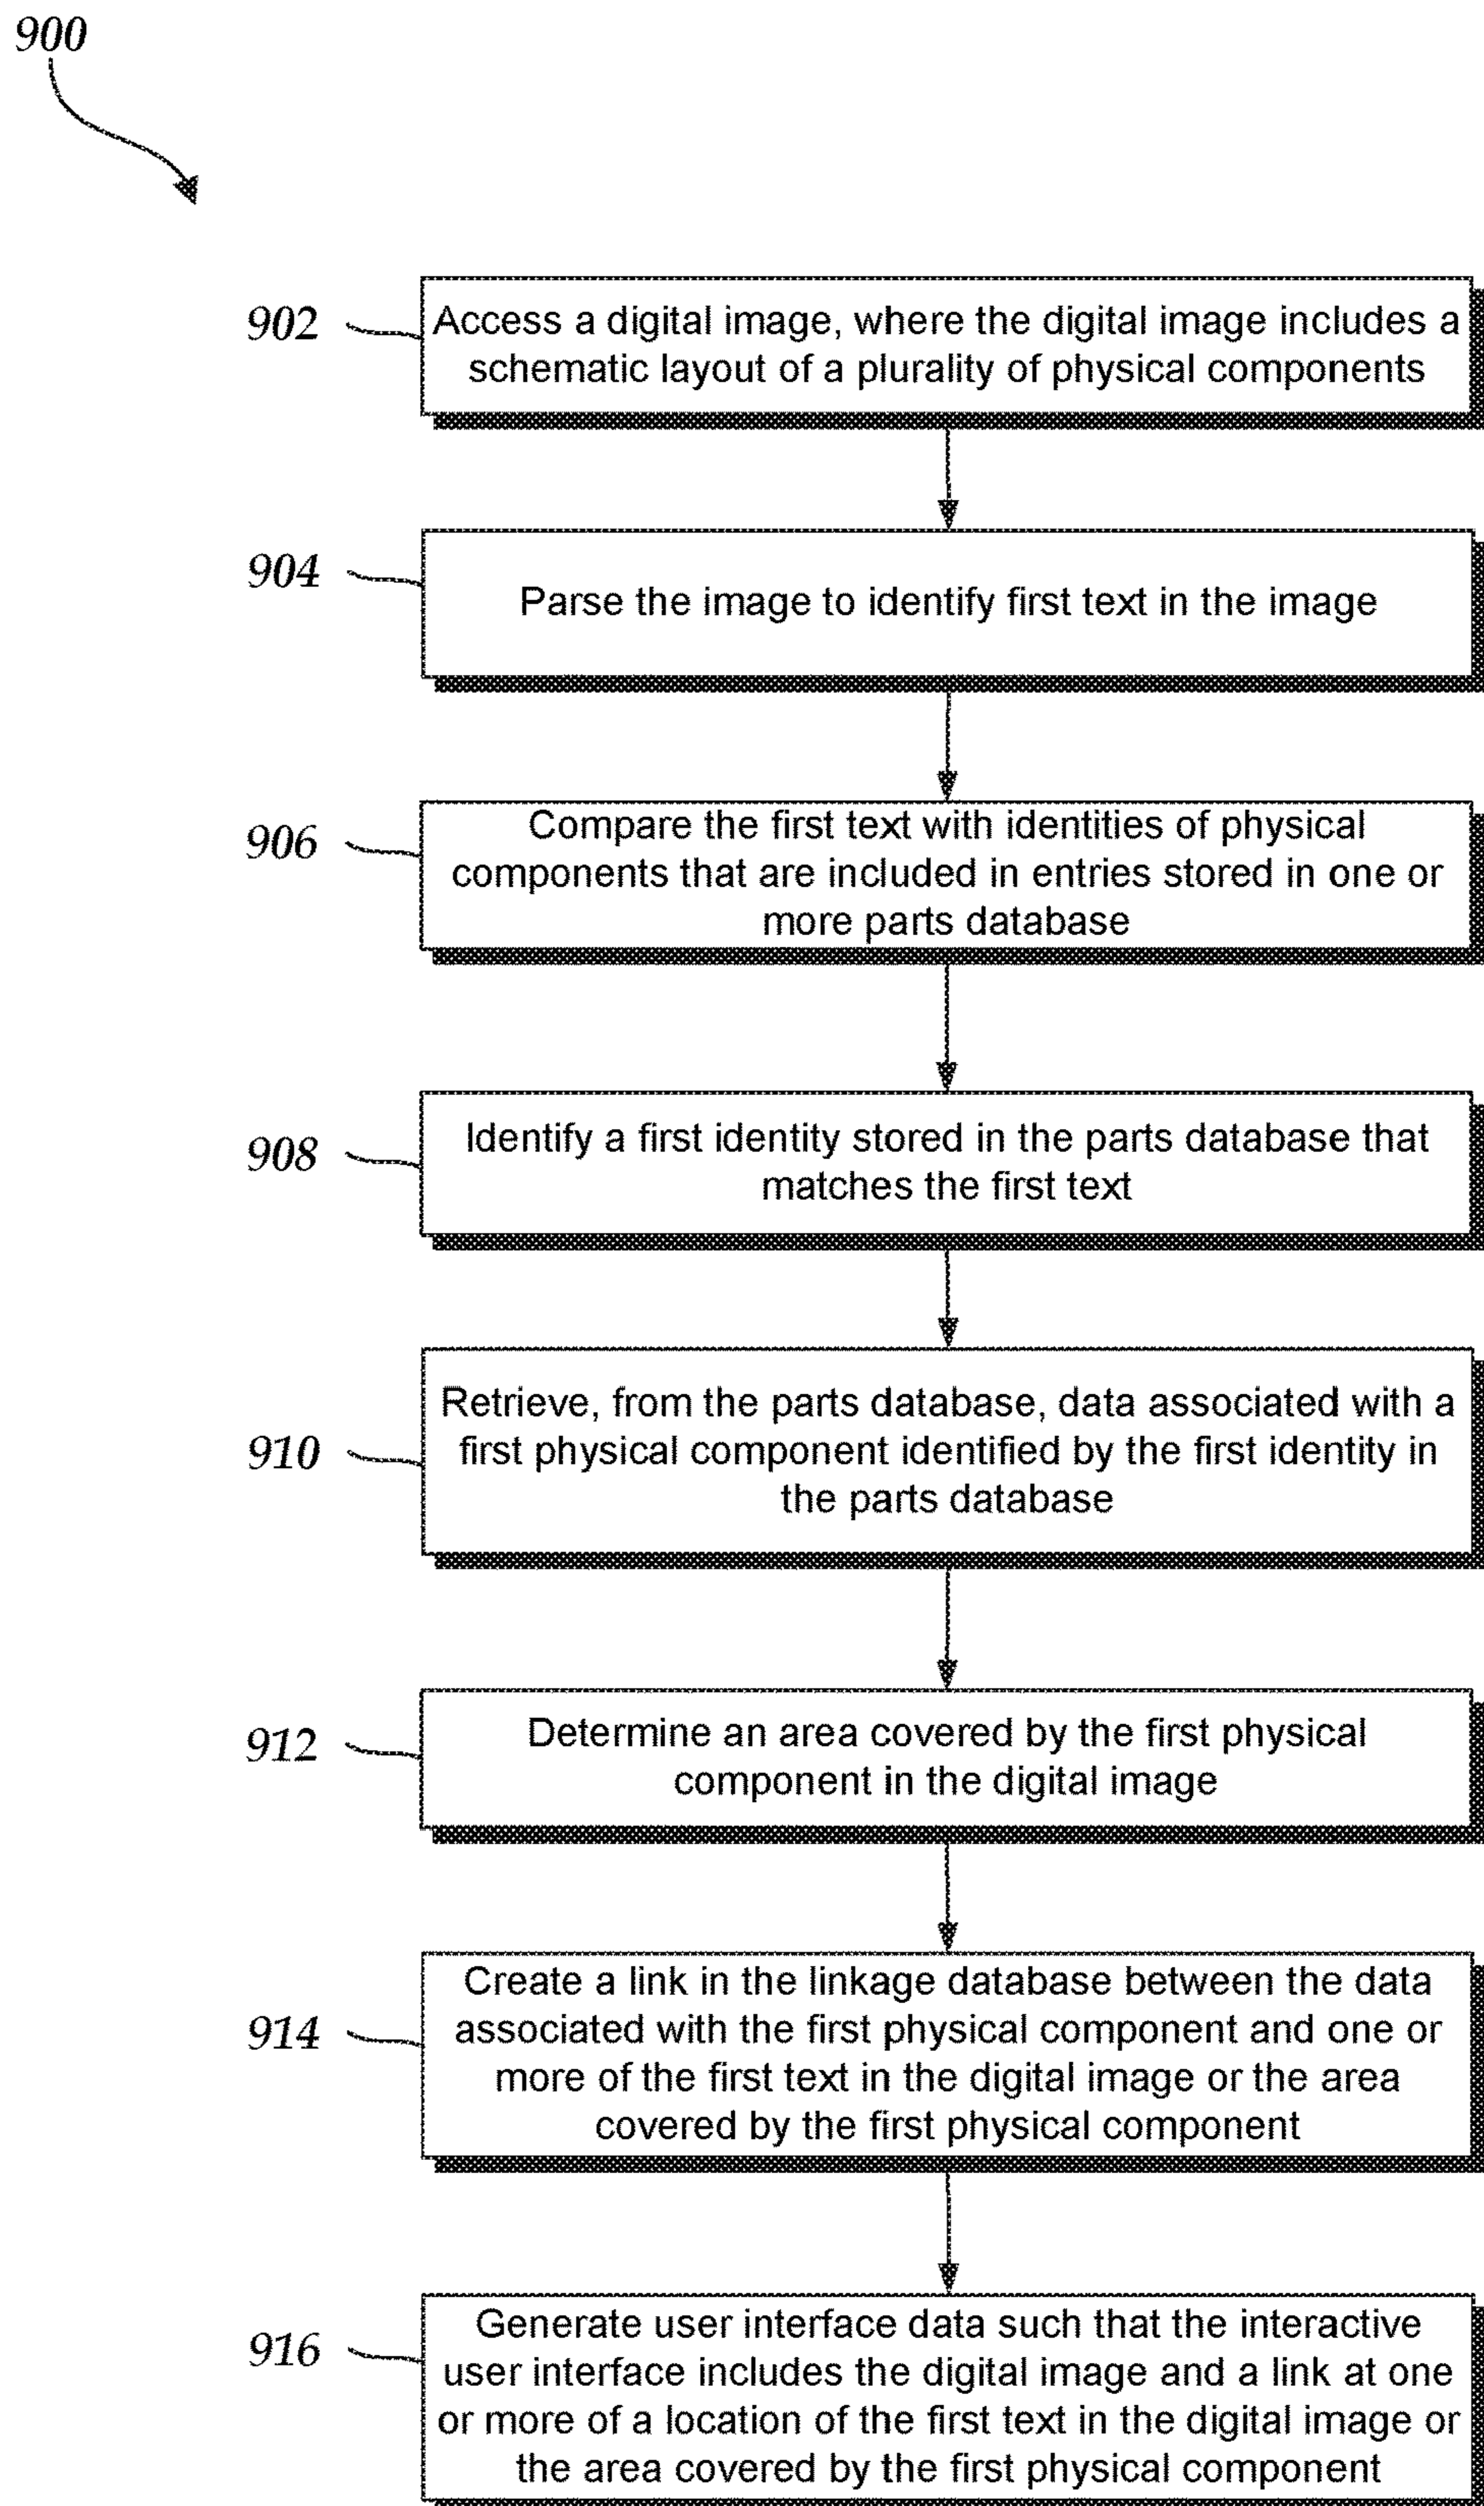 900
902
Access a digital image, where the digital image includes a
schematic layout of a plurality of physical components
904
Parse the image to identify first text in the image
906
Compare the first text with identities of physical
components that are included in entries stored in one or
more parts database
908
Identify a first identity stored in the parts database that
matches the first text
910
Retrieve, from the parts database, data associated with a
first physical component identified by the first identity in
the parts database
912
Determine an area covered by the first physical
component in the digital image
914
Create a link in the linkage database between the data
associated with the first physical component and one or
more of the first text in the digital image or the area
covered by the first physical component
916
Generate user interface data such that the interactive
user interface includes the digital image and a link at one
or more of a location of the first text in the digital image or
the area covered by the first physical component